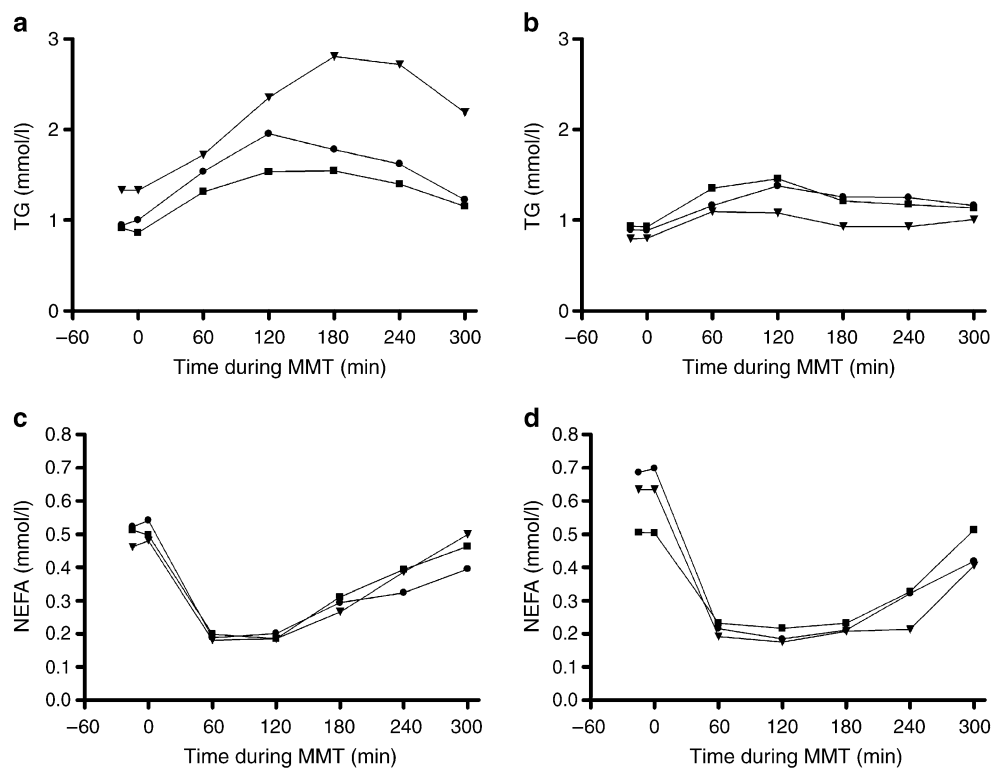 a
3
2
1
0
TG (mmol/l)
−60 0 60 120 180 240 300
Time during MMT (min)
b
3
2
1
0
TG (mmol/l)
−60 0 60 120 180 240 300
Time during MMT (min)
c
0.8
0.7
0.6
0.5
0.4
0.3
0.2
0.1
0.0
NEFA (mmol/l)
−60 0 60 120 180 240 300
Time during MMT (min)
d
0.8
0.7
0.6
0.5
0.4
0.3
0.2
0.1
0.0
NEFA (mmol/l)
−60 0 60 120 180 240 300
Time during MMT (min)